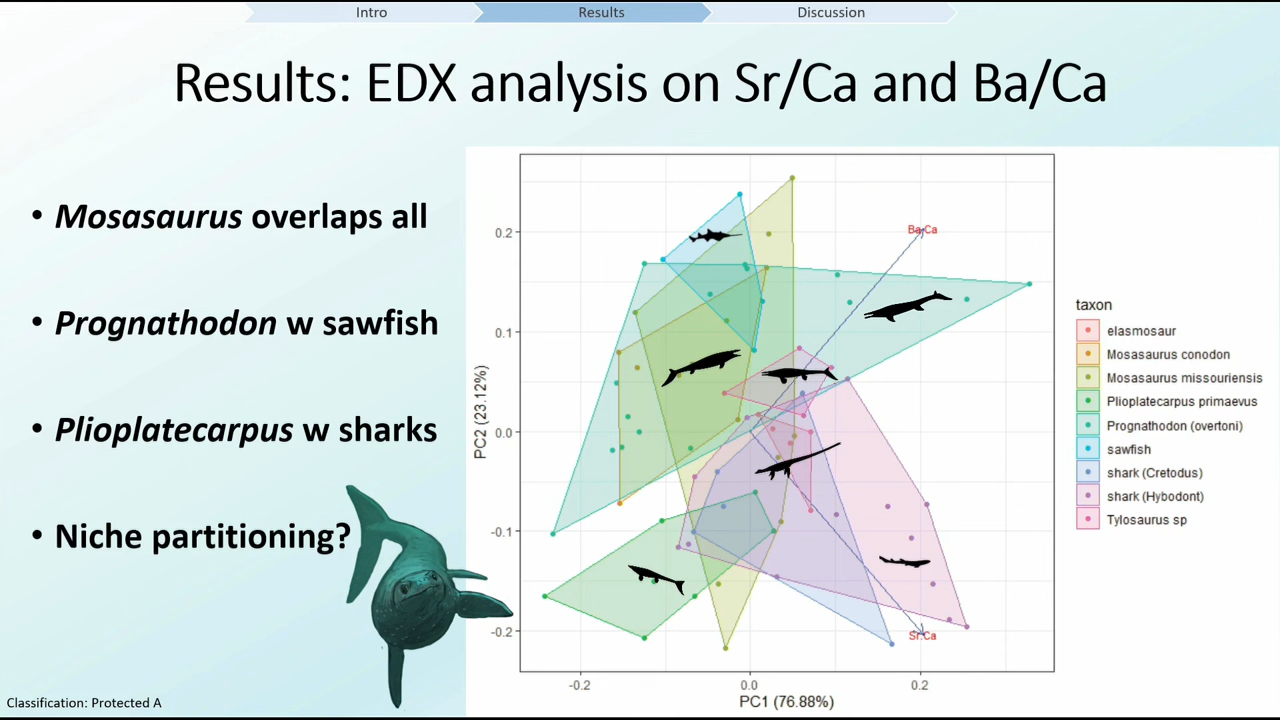 Intro
Results
Discussion
Results: EDX analysis on Sr/Ca and Ba/Ca
• Mosasaurus overlaps all
• Prognathodon w sawfish
• Plioplatecarpus w sharks
• Niche partitioning?
Classification: Protected A
PC2 (23.12%)
0.2
0.1
0.0
-0.1
-0.2
Ba.Ca
Sr.Ca
-0.2
0.0
0.2
PC1 (76.88%)
taxon
elasmosaur
Mosasaurus conodon
Mosasaurus missouriensis
Plioplatecarpus primaevus
Prognathodon (overtoni)
sawfish
shark (Cretodus)
shark (Hybodont)
Tylosaurus sp